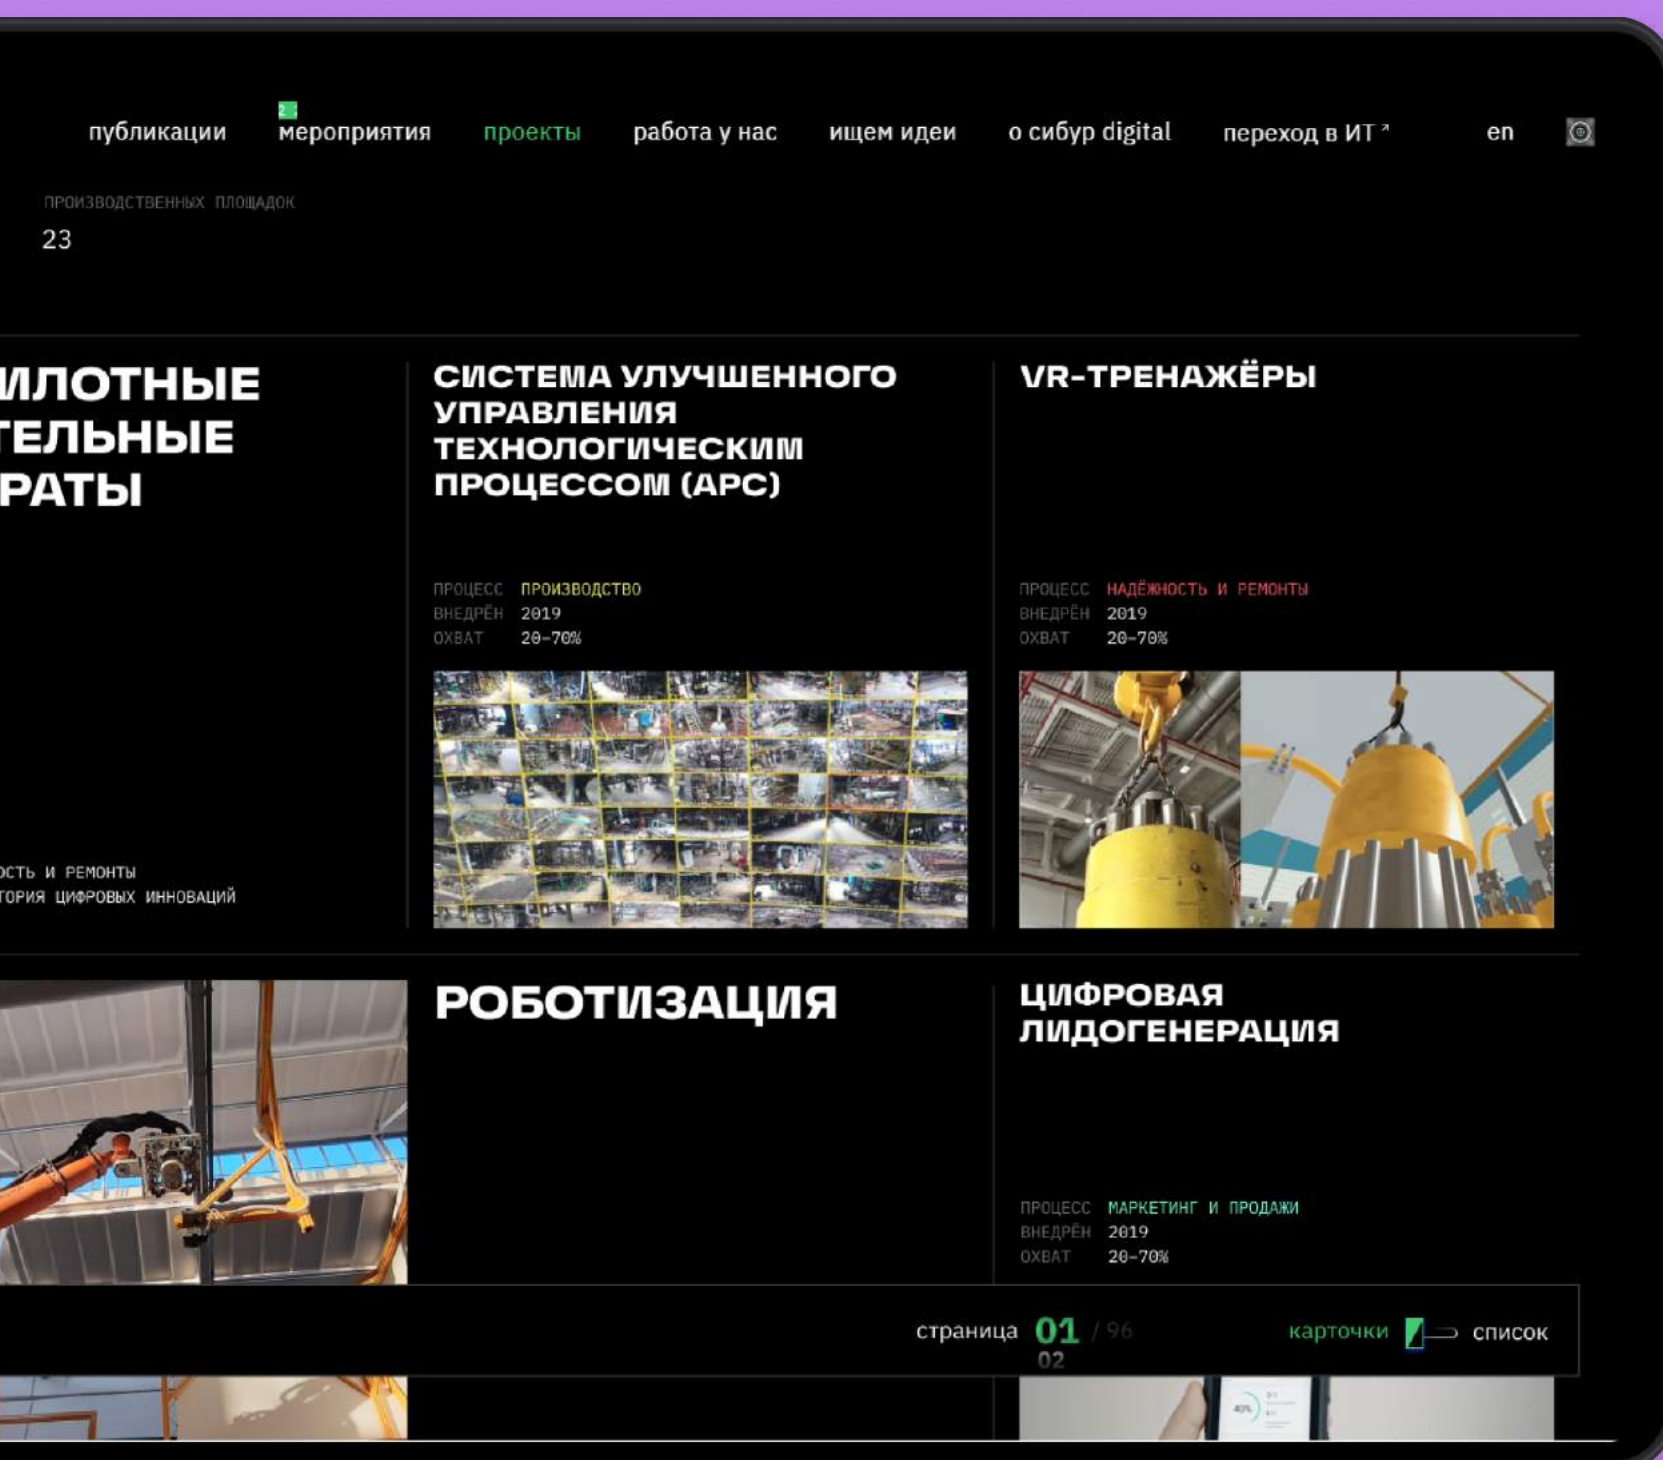 публикации мероприятия проекты работа у нас ищем идеи о сибур digital переход в ИТ ↗ en
ПРОИЗВОДСТВЕННЫХ ПЛОЩАДОК
23
ИЛОТНЫЕ
ТЕЛЬНЫЕ
РАТЫ
ОСТЬ И РЕМОНТЫ
ТОРИЯ ЦИФРОВЫХ ИННОВАЦИЙ
СИСТЕМА УЛУЧШЕННОГО
УПРАВЛЕНИЯ
ТЕХНОЛОГИЧЕСКИМ
ПРОЦЕССОМ (APC)
ПРОЦЕСС ПРОИЗВОДСТВО
ВНЕДРЁН 2019
ОХВАТ 20–70%
VR-ТРЕНАЖЁРЫ
ПРОЦЕСС НАДЁЖНОСТЬ И РЕМОНТЫ
ВНЕДРЁН 2019
ОХВАТ 20–70%
РОБОТИЗАЦИЯ
ЦИФРОВАЯ
ЛИДОГЕНЕРАЦИЯ
ПРОЦЕСС МАРКЕТИНГ И ПРОДАЖИ
ВНЕДРЁН 2019
ОХВАТ 20–70%
страница 01 / 96
02
карточки список
40%